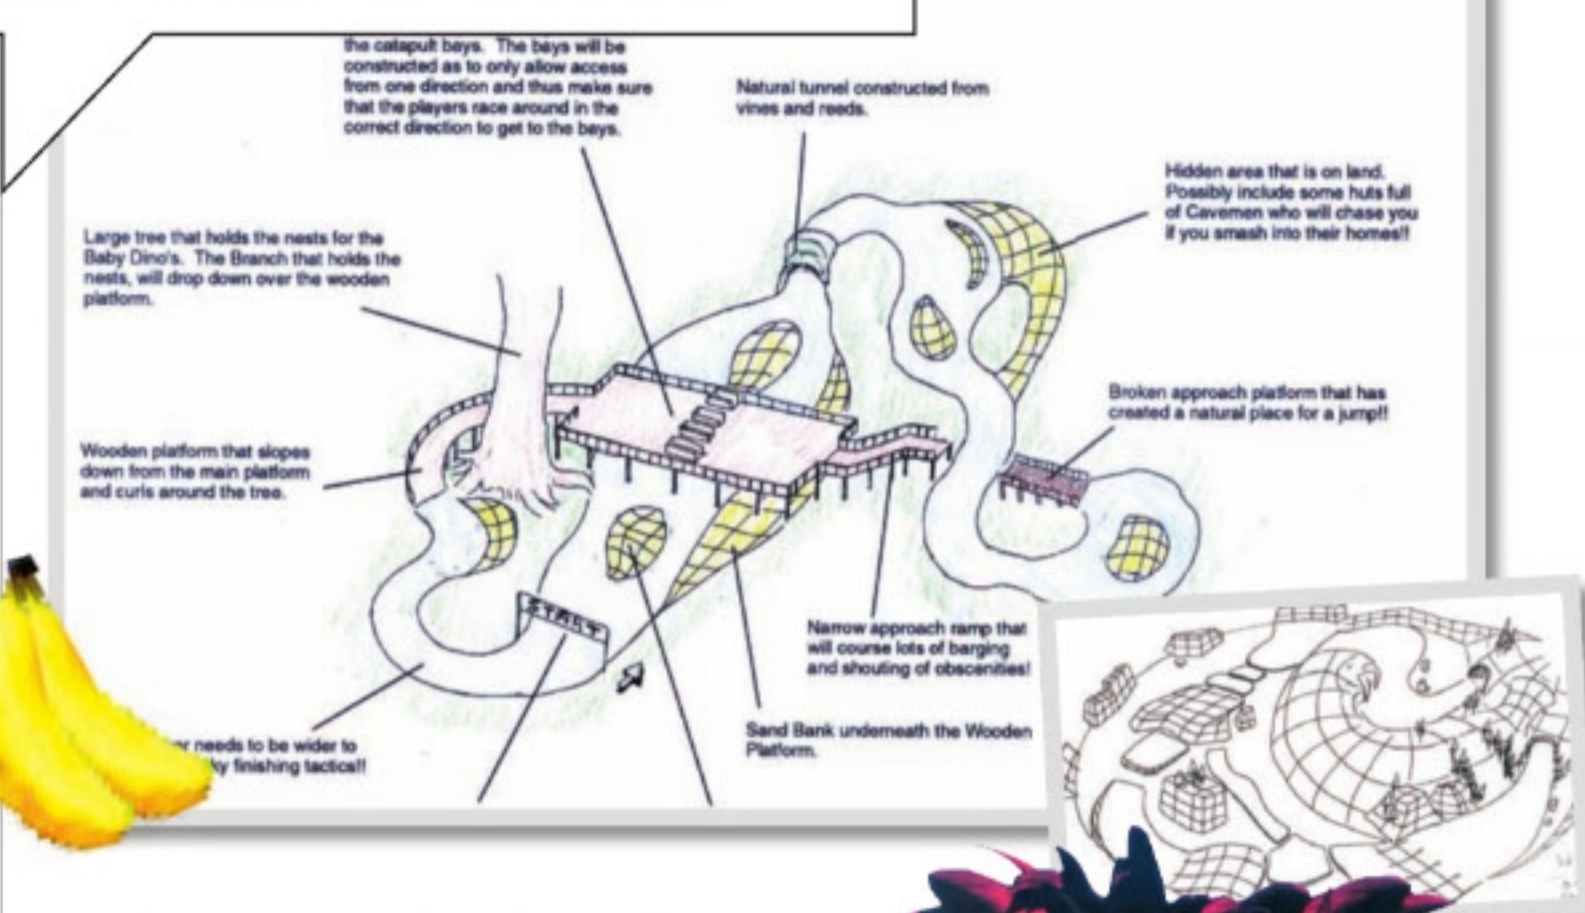 the catapult bays. The bays will be
constructed as to only allow access
from one direction and thus make sure
that the players race around in the
correct direction to get to the bays.
Natural tunnel constructed from
vines and reeds.
Hidden area that is on land.
Possibly include some huts full
of Cavemen who will chase you
if you smash into their homes!!
Large tree that holds the nests for the
Baby Dino's. The Branch that holds the
nests, will drop down over the wooden
platform.
Broken approach platform that has
created a natural place for a jump!!
Wooden platform that slopes
down from the main platform
and curls around the tree.
START
Narrow approach ramp that
will course lots of barging
and shouting of obscenities!
Sand Bank underneath the Wooden
Platform.
needs to be wider to
finishing tactics!!